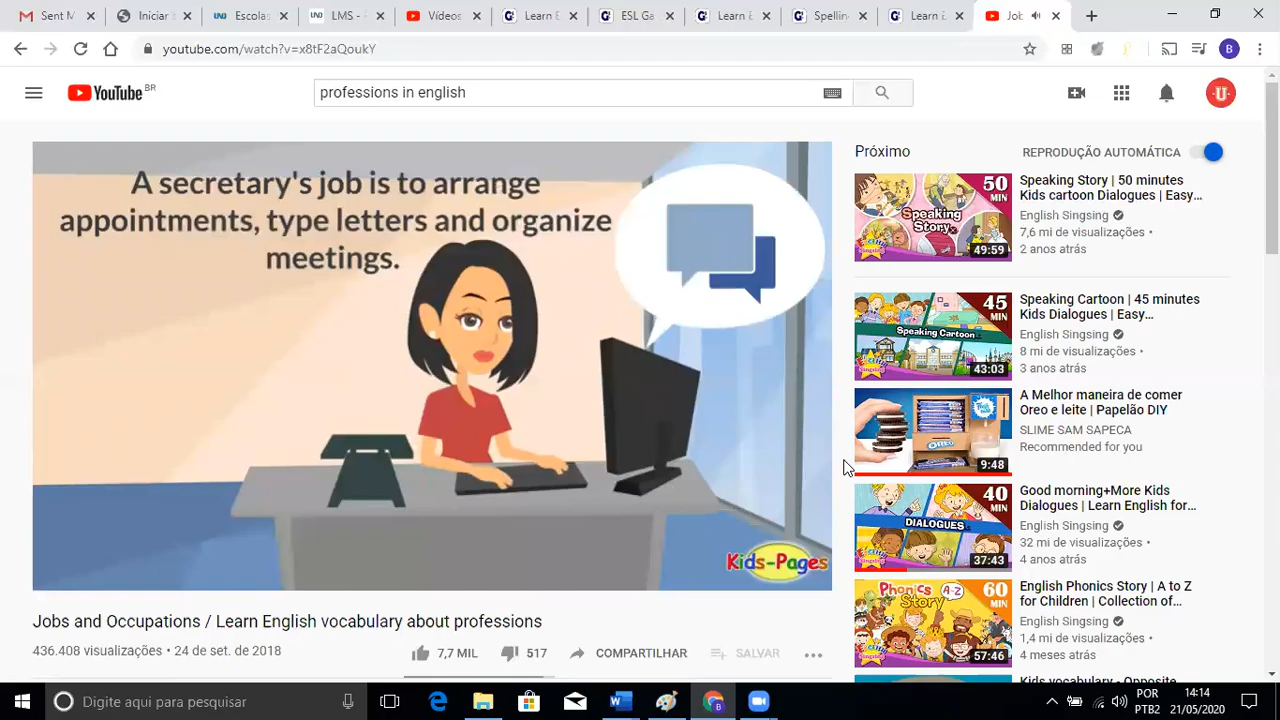 Sent M
Iniciar
Escolas
LMS -
Vídeos
Learn E
ESL Ga
Learn E
Spelling
Learn E
Job
youtube.com/watch?v=x8tF2aQoukY
B
YouTube BR
professions in english
U
A secretary's job is to arrange
appointments, type letters and organize
meetings.
Kids-Pages
Jobs and Occupations / Learn English vocabulary about professions
436.408 visualizações • 24 de set. de 2018
7,7 MIL
517
COMPARTILHAR
SALVAR
Próximo
REPRODUÇÃO AUTOMÁTICA
50 MIN
Speaking Story
49:59
Speaking Story | 50 minutes
Kids cartoon Dialogues | Easy...
English Singsing
7,6 mi de visualizações •
2 anos atrás
45 MIN
Speaking Cartoon
43:03
Speaking Cartoon | 45 minutes
Kids Dialogues | Easy...
English Singsing
8 mi de visualizações •
3 anos atrás
OREO
9:48
A Melhor maneira de comer
Oreo e leite | Papelão DIY
SLIME SAM SAPECA
Recommended for you
40 MIN
DIALOGUES
37:43
Good morning+More Kids
Dialogues | Learn English for...
English Singsing
32 mi de visualizações •
4 anos atrás
Phonics Story A-Z
60 MIN
57:46
English Phonics Story | A to Z
for Children | Collection of...
English Singsing
1,4 mi de visualizações •
4 meses atrás
Kids vocabulary - Opposite
Digite aqui para pesquisar
POR
PTB2
14:14
21/05/2020